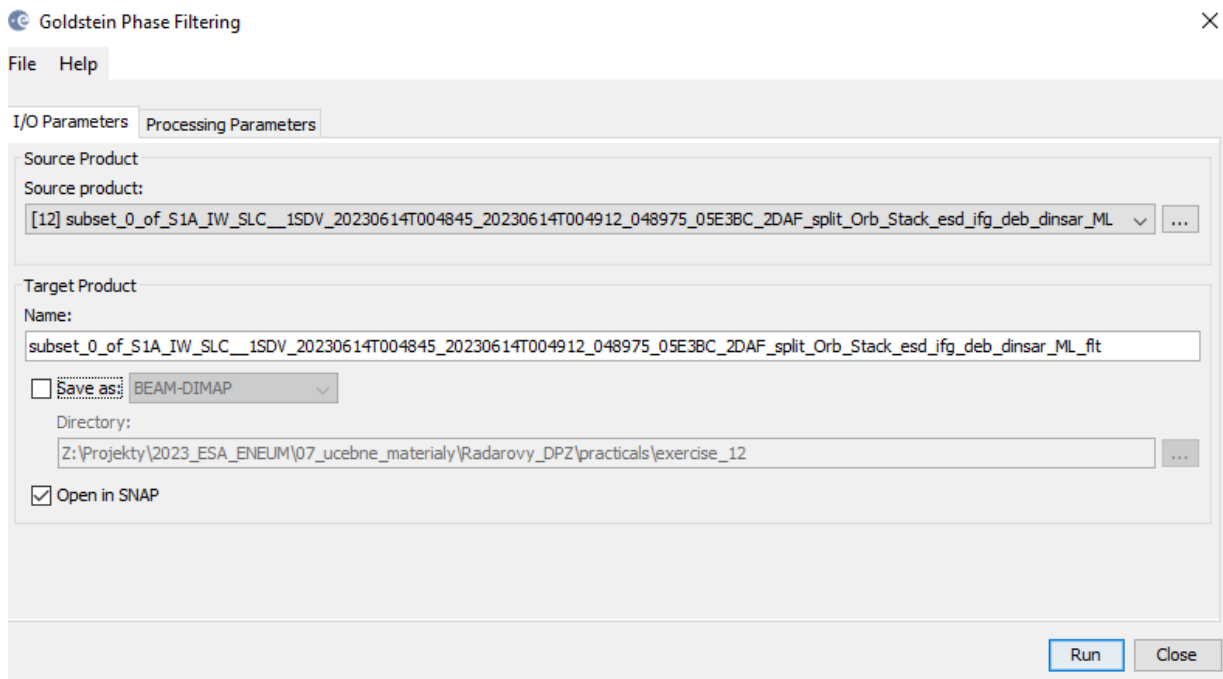 Goldstein Phase Filtering
File Help
I/O Parameters Processing Parameters
Source Product
Source product:
[12] subset_0_of_S1A_IW_SLC__1SDV_20230614T004845_20230614T004912_048975_05E3BC_2DAF_split_Orb_Stack_esd_ifg_deb_dinsar_ML ...
Target Product
Name:
subset_0_of_S1A_IW_SLC__1SDV_20230614T004845_20230614T004912_048975_05E3BC_2DAF_split_Orb_Stack_esd_ifg_deb_dinsar_ML_flt
Save as: BEAM-DIMAP
Directory:
Z:\Projekty\2023_ESA_ENEUM\07_ucebne_materialy\Radarovy_DPZ\practicals\exercise_12 ...
Open in SNAP
Run Close